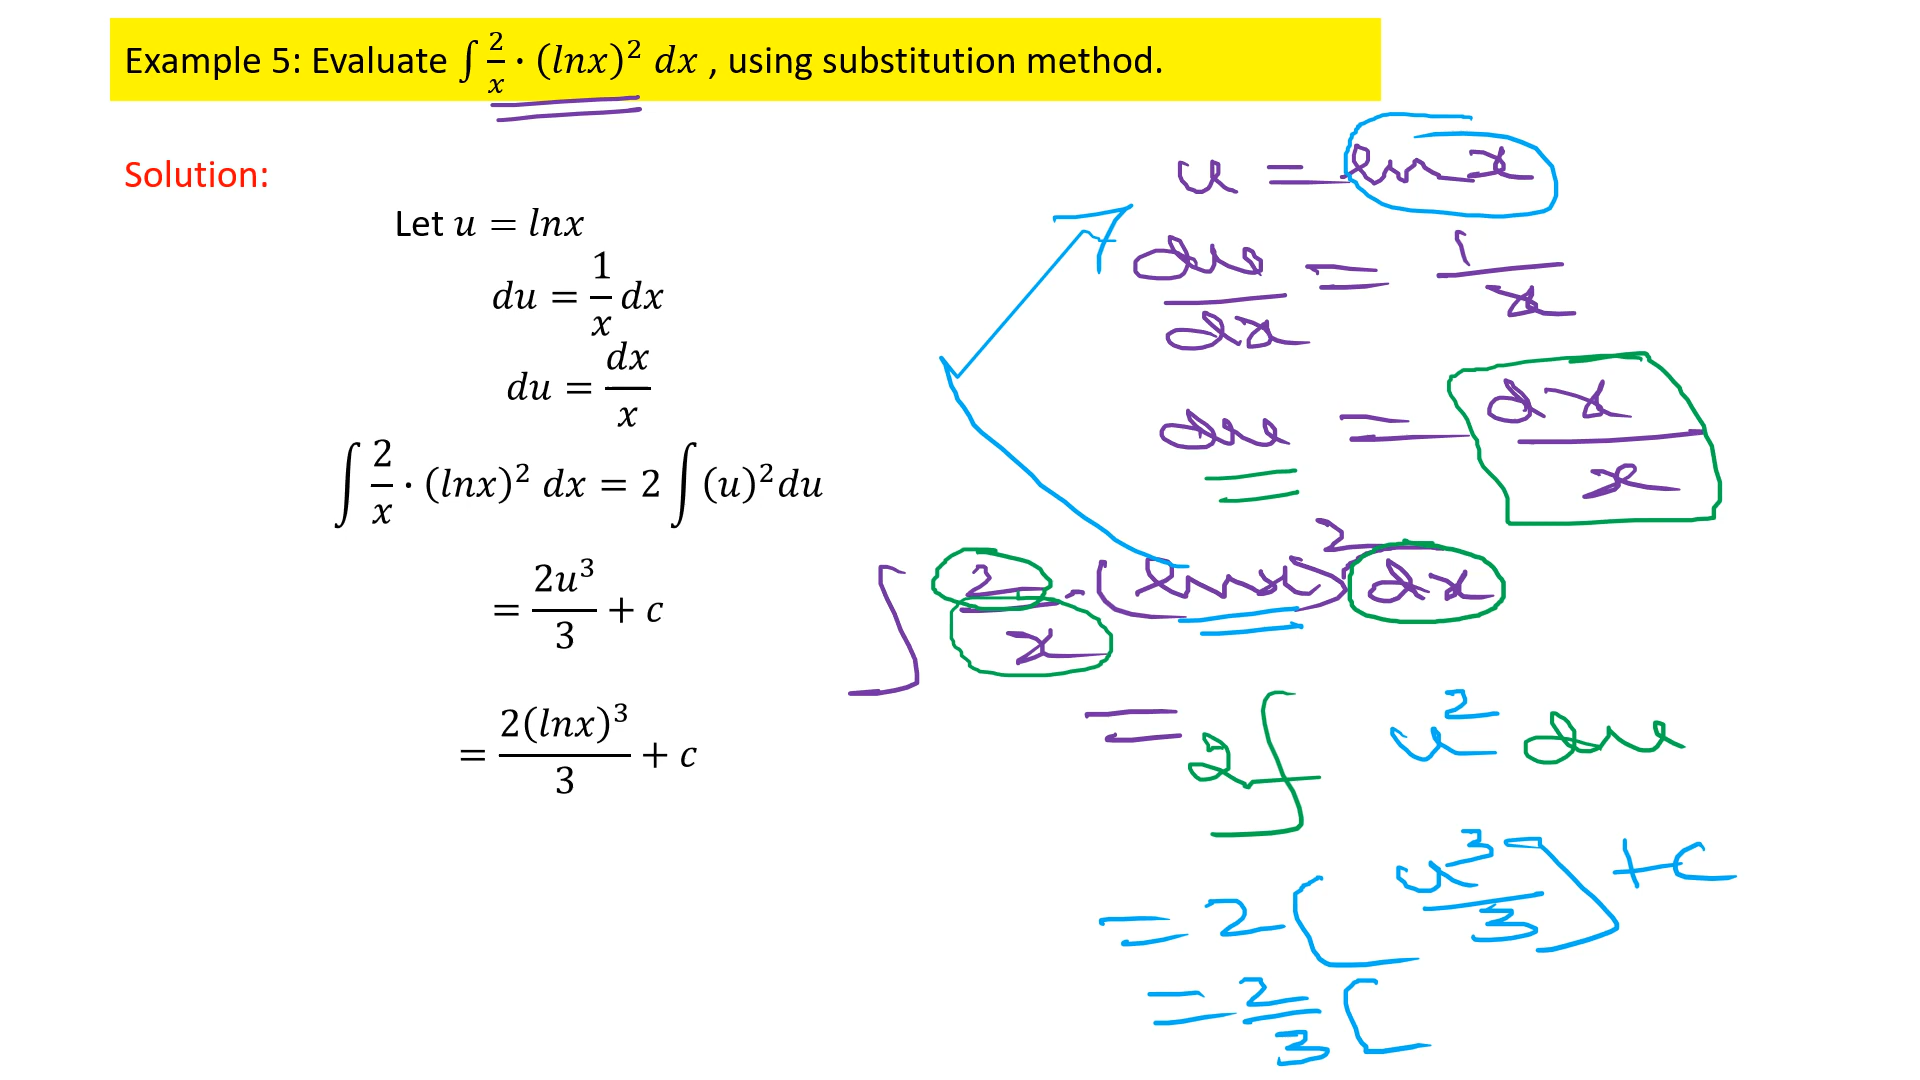 Example 5: Evaluate ∫ 2/x · (lnx)² dx , using substitution method.
Solution:
Let u = lnx
du = 1/x dx
du = dx/x
∫ 2/x · (lnx)² dx = 2 ∫ (u)² du
= 2u³/3 + c
= 2(lnx)³/3 + c
u = ln x
du/dx = 1/x
du = dx/x
∫ 2/x · (ln x)² dx
= 2 ∫ u² du
= 2 [u³/3] + c
= 2/3 [